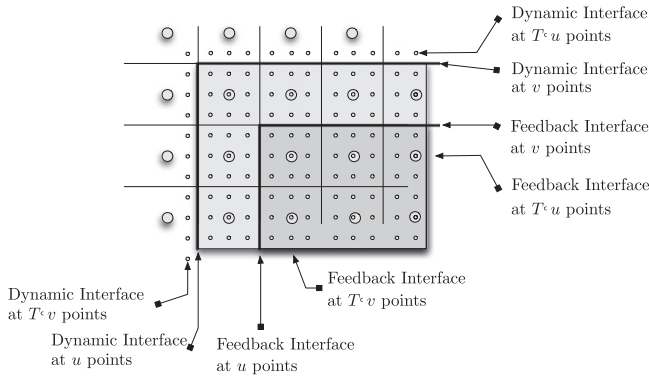 Dynamic Interface
at T‹ u points
Dynamic Interface
at v points
Feedback Interface
at v points
Feedback Interface
at T‹ u points
Feedback Interface
at T‹ v points
Dynamic Interface
at T‹ v points
Dynamic Interface
at u points
Feedback Interface
at u points